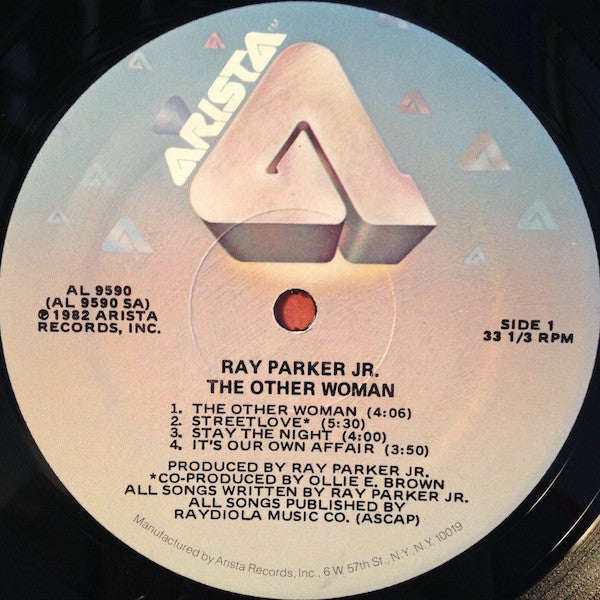 ARISTA™
AL 9590
(AL 9590 SA)
℗1982 ARISTA
RECORDS, INC.
SIDE 1
33 1/3 RPM
RAY PARKER JR.
THE OTHER WOMAN
1. THE OTHER WOMAN (4:06)
2. STREETLOVE* (5:30)
3. STAY THE NIGHT (4:00)
4. IT'S OUR OWN AFFAIR (3:50)
PRODUCED BY RAY PARKER JR.
*CO-PRODUCED BY OLLIE E. BROWN
ALL SONGS WRITTEN BY RAY PARKER JR.
ALL SONGS PUBLISHED BY
RAYDIOLA MUSIC CO. (ASCAP)
Manufactured by Arista Records, Inc., 6 W. 57th St., N.Y. N.Y. 10019